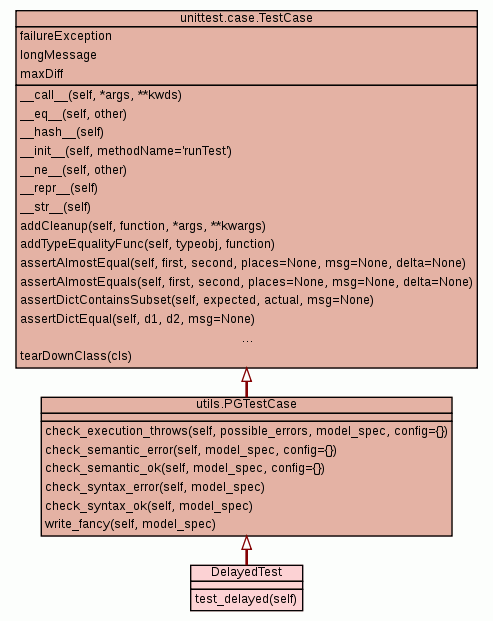 unittest.case.TestCase
failureException
longMessage
maxDiff
__call__(self, *args, **kwds)
__eq__(self, other)
__hash__(self)
__init__(self, methodName='runTest')
__ne__(self, other)
__repr__(self)
__str__(self)
addCleanup(self, function, *args, **kwargs)
addTypeEqualityFunc(self, typeobj, function)
assertAlmostEqual(self, first, second, places=None, msg=None, delta=None)
assertAlmostEquals(self, first, second, places=None, msg=None, delta=None)
assertDictContainsSubset(self, expected, actual, msg=None)
assertDictEqual(self, d1, d2, msg=None)
...
tearDownClass(cls)
utils.PGTestCase
check_execution_throws(self, possible_errors, model_spec, config={})
check_semantic_error(self, model_spec, config={})
check_semantic_ok(self, model_spec, config={})
check_syntax_error(self, model_spec)
check_syntax_ok(self, model_spec)
write_fancy(self, model_spec)
DelayedTest
test_delayed(self)